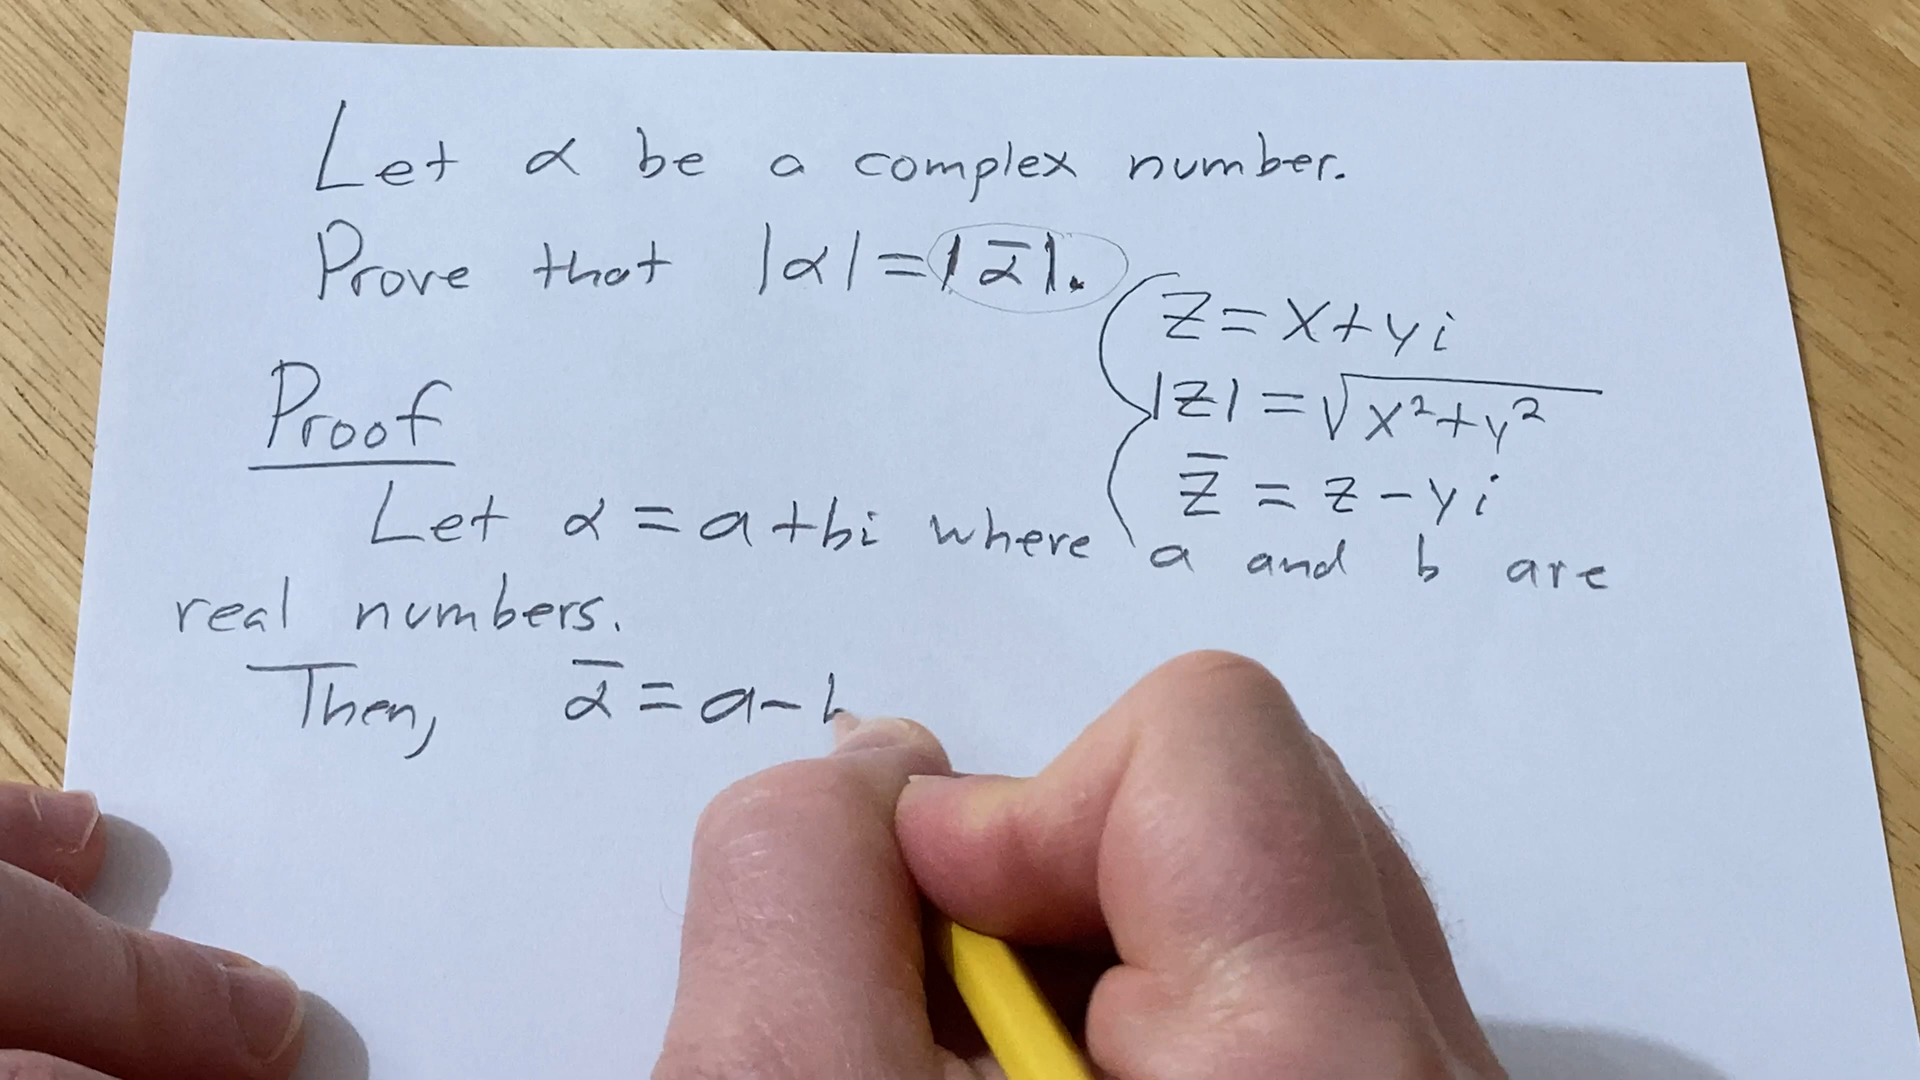 Let α be a complex number.
Prove that |α| = |ᾱ|.
z = x + yi
|z| = √x² + y²
z̄ = z - yi
Proof
Let α = a + bi where a and b are
real numbers.
Then, ᾱ = a - b